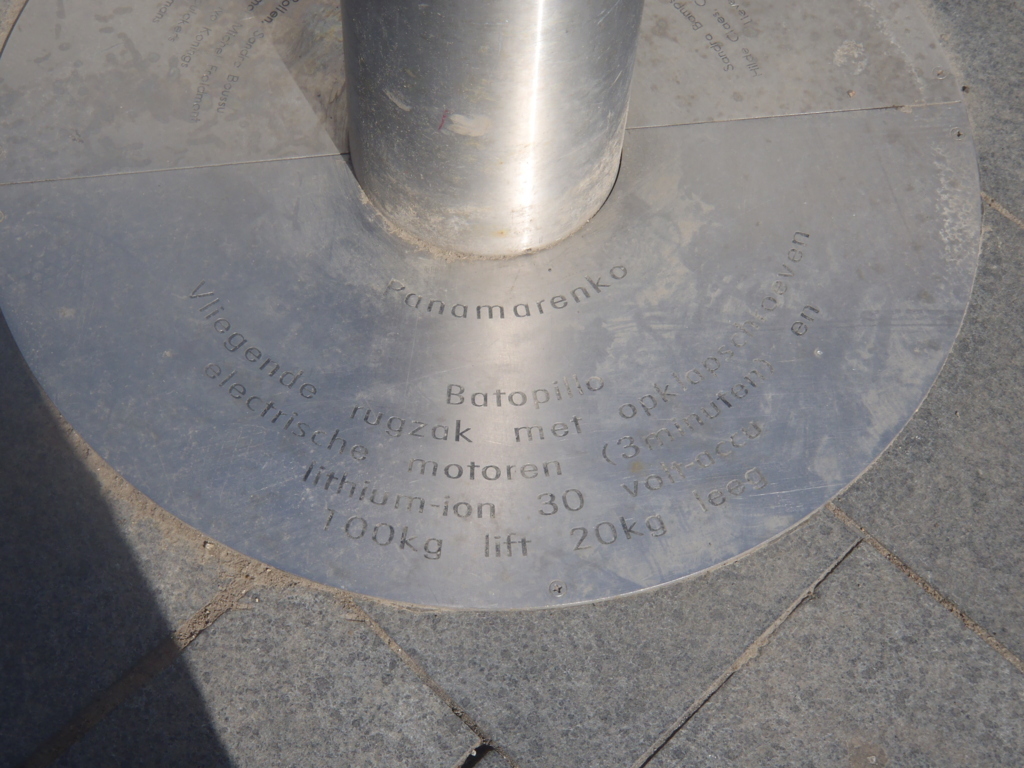 Panamarenko
Batopillo
Vliegende rugzak met opklapschroeven
electrische motoren (3minuten) en
lithium-ion 30 volt-accu
100kg lift 20kg leeg